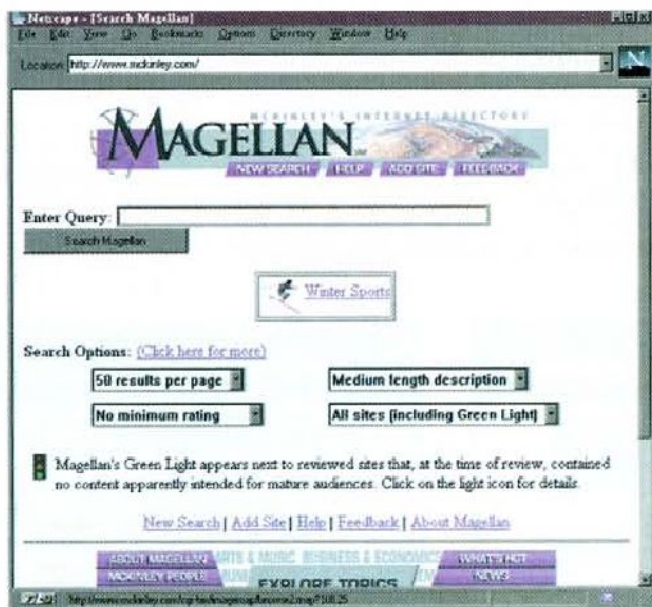 Netscape - [Search Magellan]
File Edit View Go Bookmarks Options Directory Window Help
Location: http://www.mckinley.com/
N
MCKINLEY'S INTERNET DIRECTORY
MAGELLAN
NEW SEARCH HELP ADD SITE FEEDBACK
Enter Query:
Search Magellan
Winter Sports
Search Options: (Click here for more)
50 results per page Medium length description
No minimum rating All sites (including Green Light)
Magellan's Green Light appears next to reviewed sites that, at the time of review, contained
no content apparently intended for mature audiences. Click on the light icon for details.
New Search | Add Site | Help | Feedback | About Magellan
ABOUT MAGELLAN ARTS & MUSIC BUSINESS & ECONOMICS WHAT'S HOT
MCKINLEY PEOPLE EXPLORE TOPICS NEWS